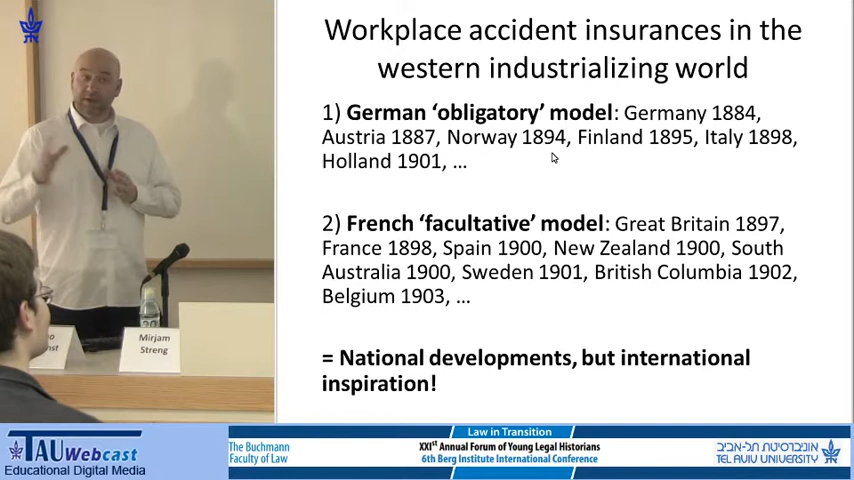 Workplace accident insurances in the
western industrializing world
1) German ‘obligatory’ model: Germany 1884,
Austria 1887, Norway 1894, Finland 1895, Italy 1898,
Holland 1901, ...
2) French ‘facultative’ model: Great Britain 1897,
France 1898, Spain 1900, New Zealand 1900, South
Australia 1900, Sweden 1901, British Columbia 1902,
Belgium 1903, ...
= National developments, but international
inspiration!
Mirjam
Streng
TAU Webcast
Educational Digital Media
Law in Transition
The Buchmann
Faculty of Law
XXIst Annual Forum of Young Legal Historians
6th Berg Institute International Conference
אוניברסיטת תל-אביב
TEL AVIV UNIVERSITY